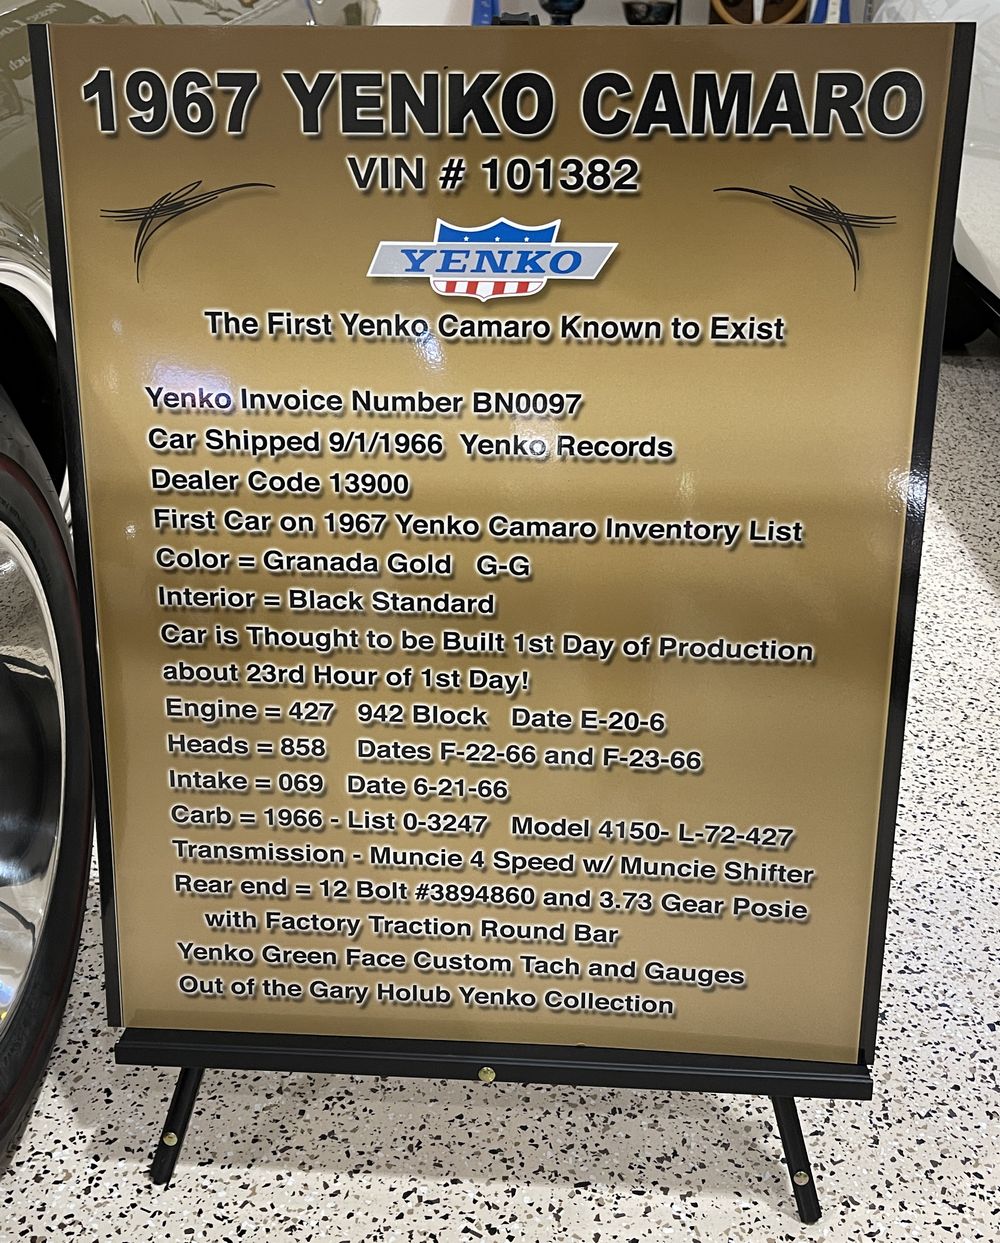 1967 YENKO CAMARO
VIN # 101382
YENKO
The First Yenko Camaro Known to Exist
Yenko Invoice Number BN0097
Car Shipped 9/1/1966 Yenko Records
Dealer Code 13900
First Car on 1967 Yenko Camaro Inventory List
Color = Granada Gold G-G
Interior = Black Standard
Car is Thought to be Built 1st Day of Production
about 23rd Hour of 1st Day!
Engine = 427 942 Block Date E-20-6
Heads = 858 Dates F-22-66 and F-23-66
Intake = 069 Date 6-21-66
Carb = 1966 - List 0-3247 Model 4150- L-72-427
Transmission - Muncie 4 Speed w/ Muncie Shifter
Rear end = 12 Bolt #3894860 and 3.73 Gear Posie
with Factory Traction Round Bar
Yenko Green Face Custom Tach and Gauges
Out of the Gary Holub Yenko Collection